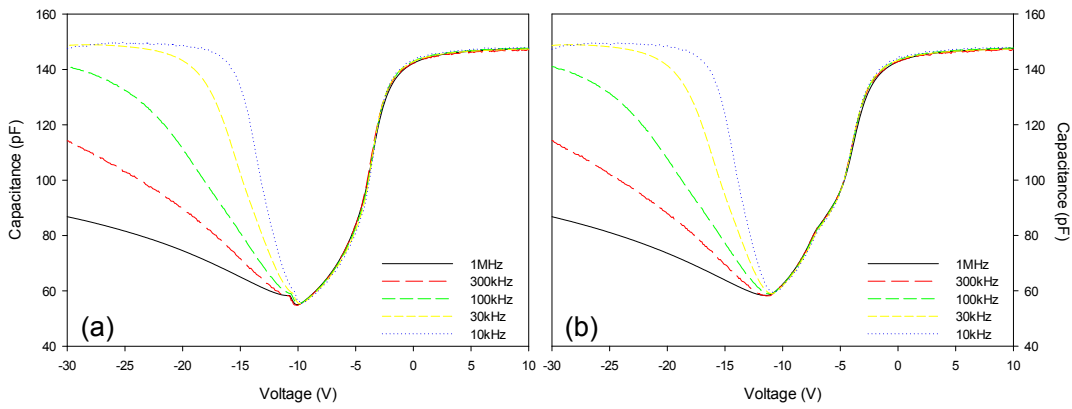 160
140
120
100
80
60
40
Capacitance (pF)
-30 -25 -20 -15 -10 -5 0 5 10
Voltage (V)
(a)
1MHz
300kHz
100kHz
30kHz
10kHz
-30 -25 -20 -15 -10 -5 0 5 10
Voltage (V)
(b)
1MHz
300kHz
100kHz
30kHz
10kHz
160
140
120
100
80
60
40
Capacitance (pF)